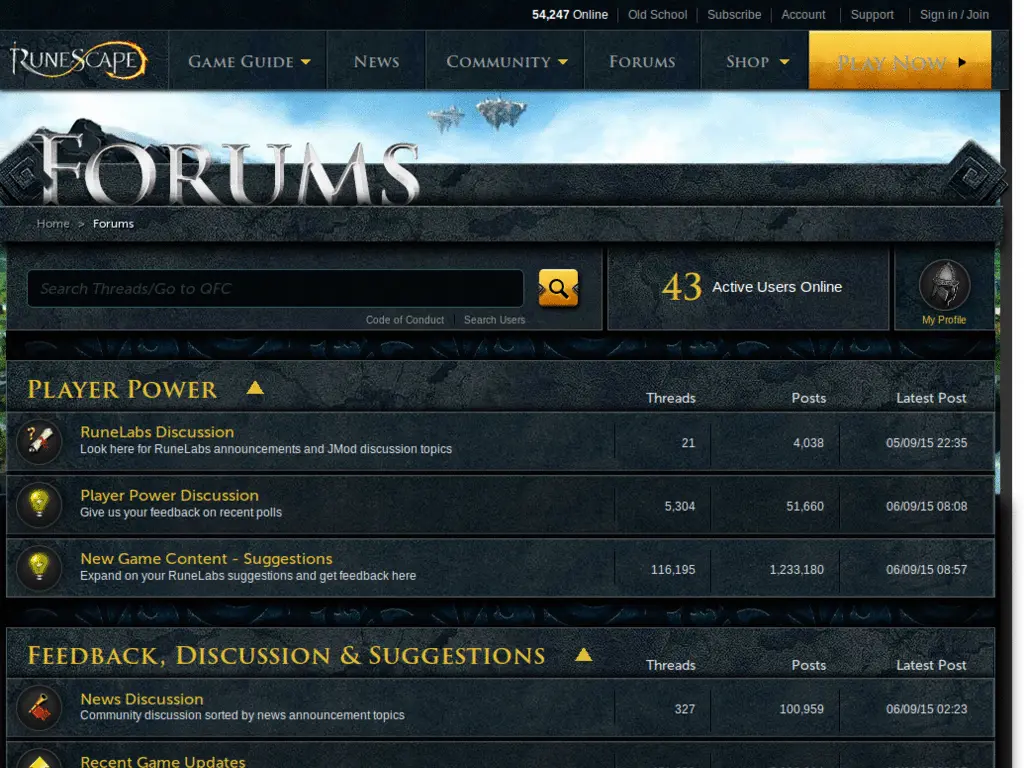 54,247 Online Old School Subscribe Account Support Sign in / Join
RuneScape Game Guide News Community Forums Shop Play Now
Forums
Home > Forums
Search Threads/Go to QFC
43 Active Users Online
My Profile
Code of Conduct Search Users
Player Power Threads Posts Latest Post
RuneLabs Discussion
Look here for RuneLabs announcements and JMod discussion topics
21 4,038 05/09/15 22:35
Player Power Discussion
Give us your feedback on recent polls
5,304 51,660 06/09/15 08:08
New Game Content - Suggestions
Expand on your RuneLabs suggestions and get feedback here
116,195 1,233,180 06/09/15 08:57
Feedback, Discussion & Suggestions Threads Posts Latest Post
News Discussion
Community discussion sorted by news announcement topics
327 100,959 06/09/15 02:23
Recent Game Updates